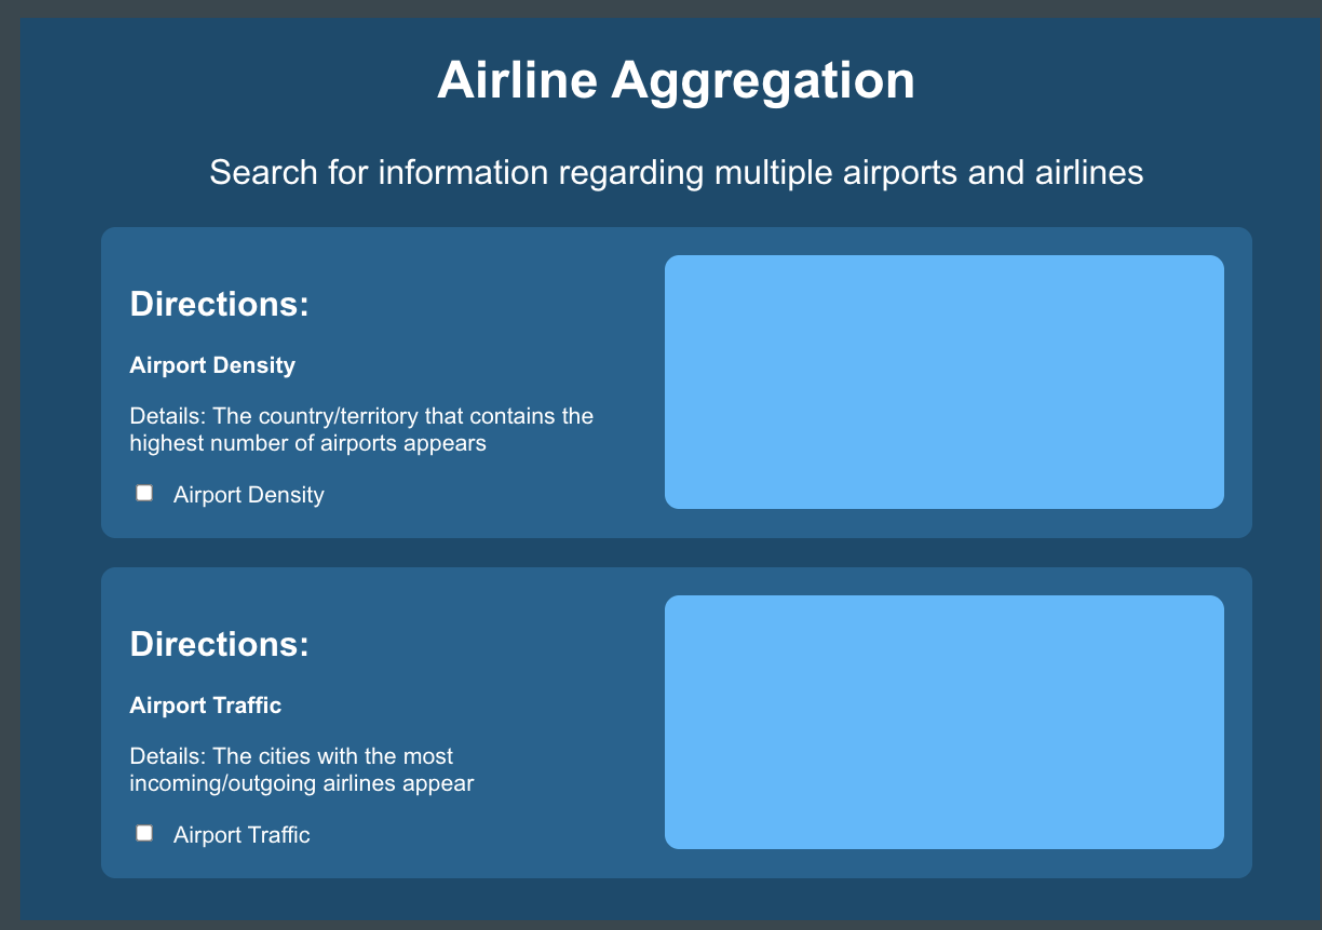 Airline Aggregation
Search for information regarding multiple airports and airlines
Directions:
Airport Density
Details: The country/territory that contains the
highest number of airports appears
Airport Density
Directions:
Airport Traffic
Details: The cities with the most
incoming/outgoing airlines appear
Airport Traffic